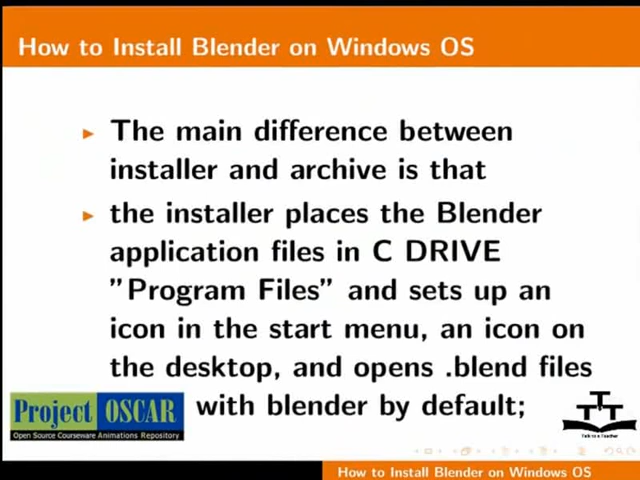 How to Install Blender on Windows OS
The main difference between
installer and archive is that
the installer places the Blender
application files in C DRIVE
"Program Files" and sets up an
icon in the start menu, an icon on
the desktop, and opens .blend files
with blender by default;
Project OSCAR
Open Source Courseware Animations Repository
TTT
Talk to a Teacher
How to Install Blender on Windows OS